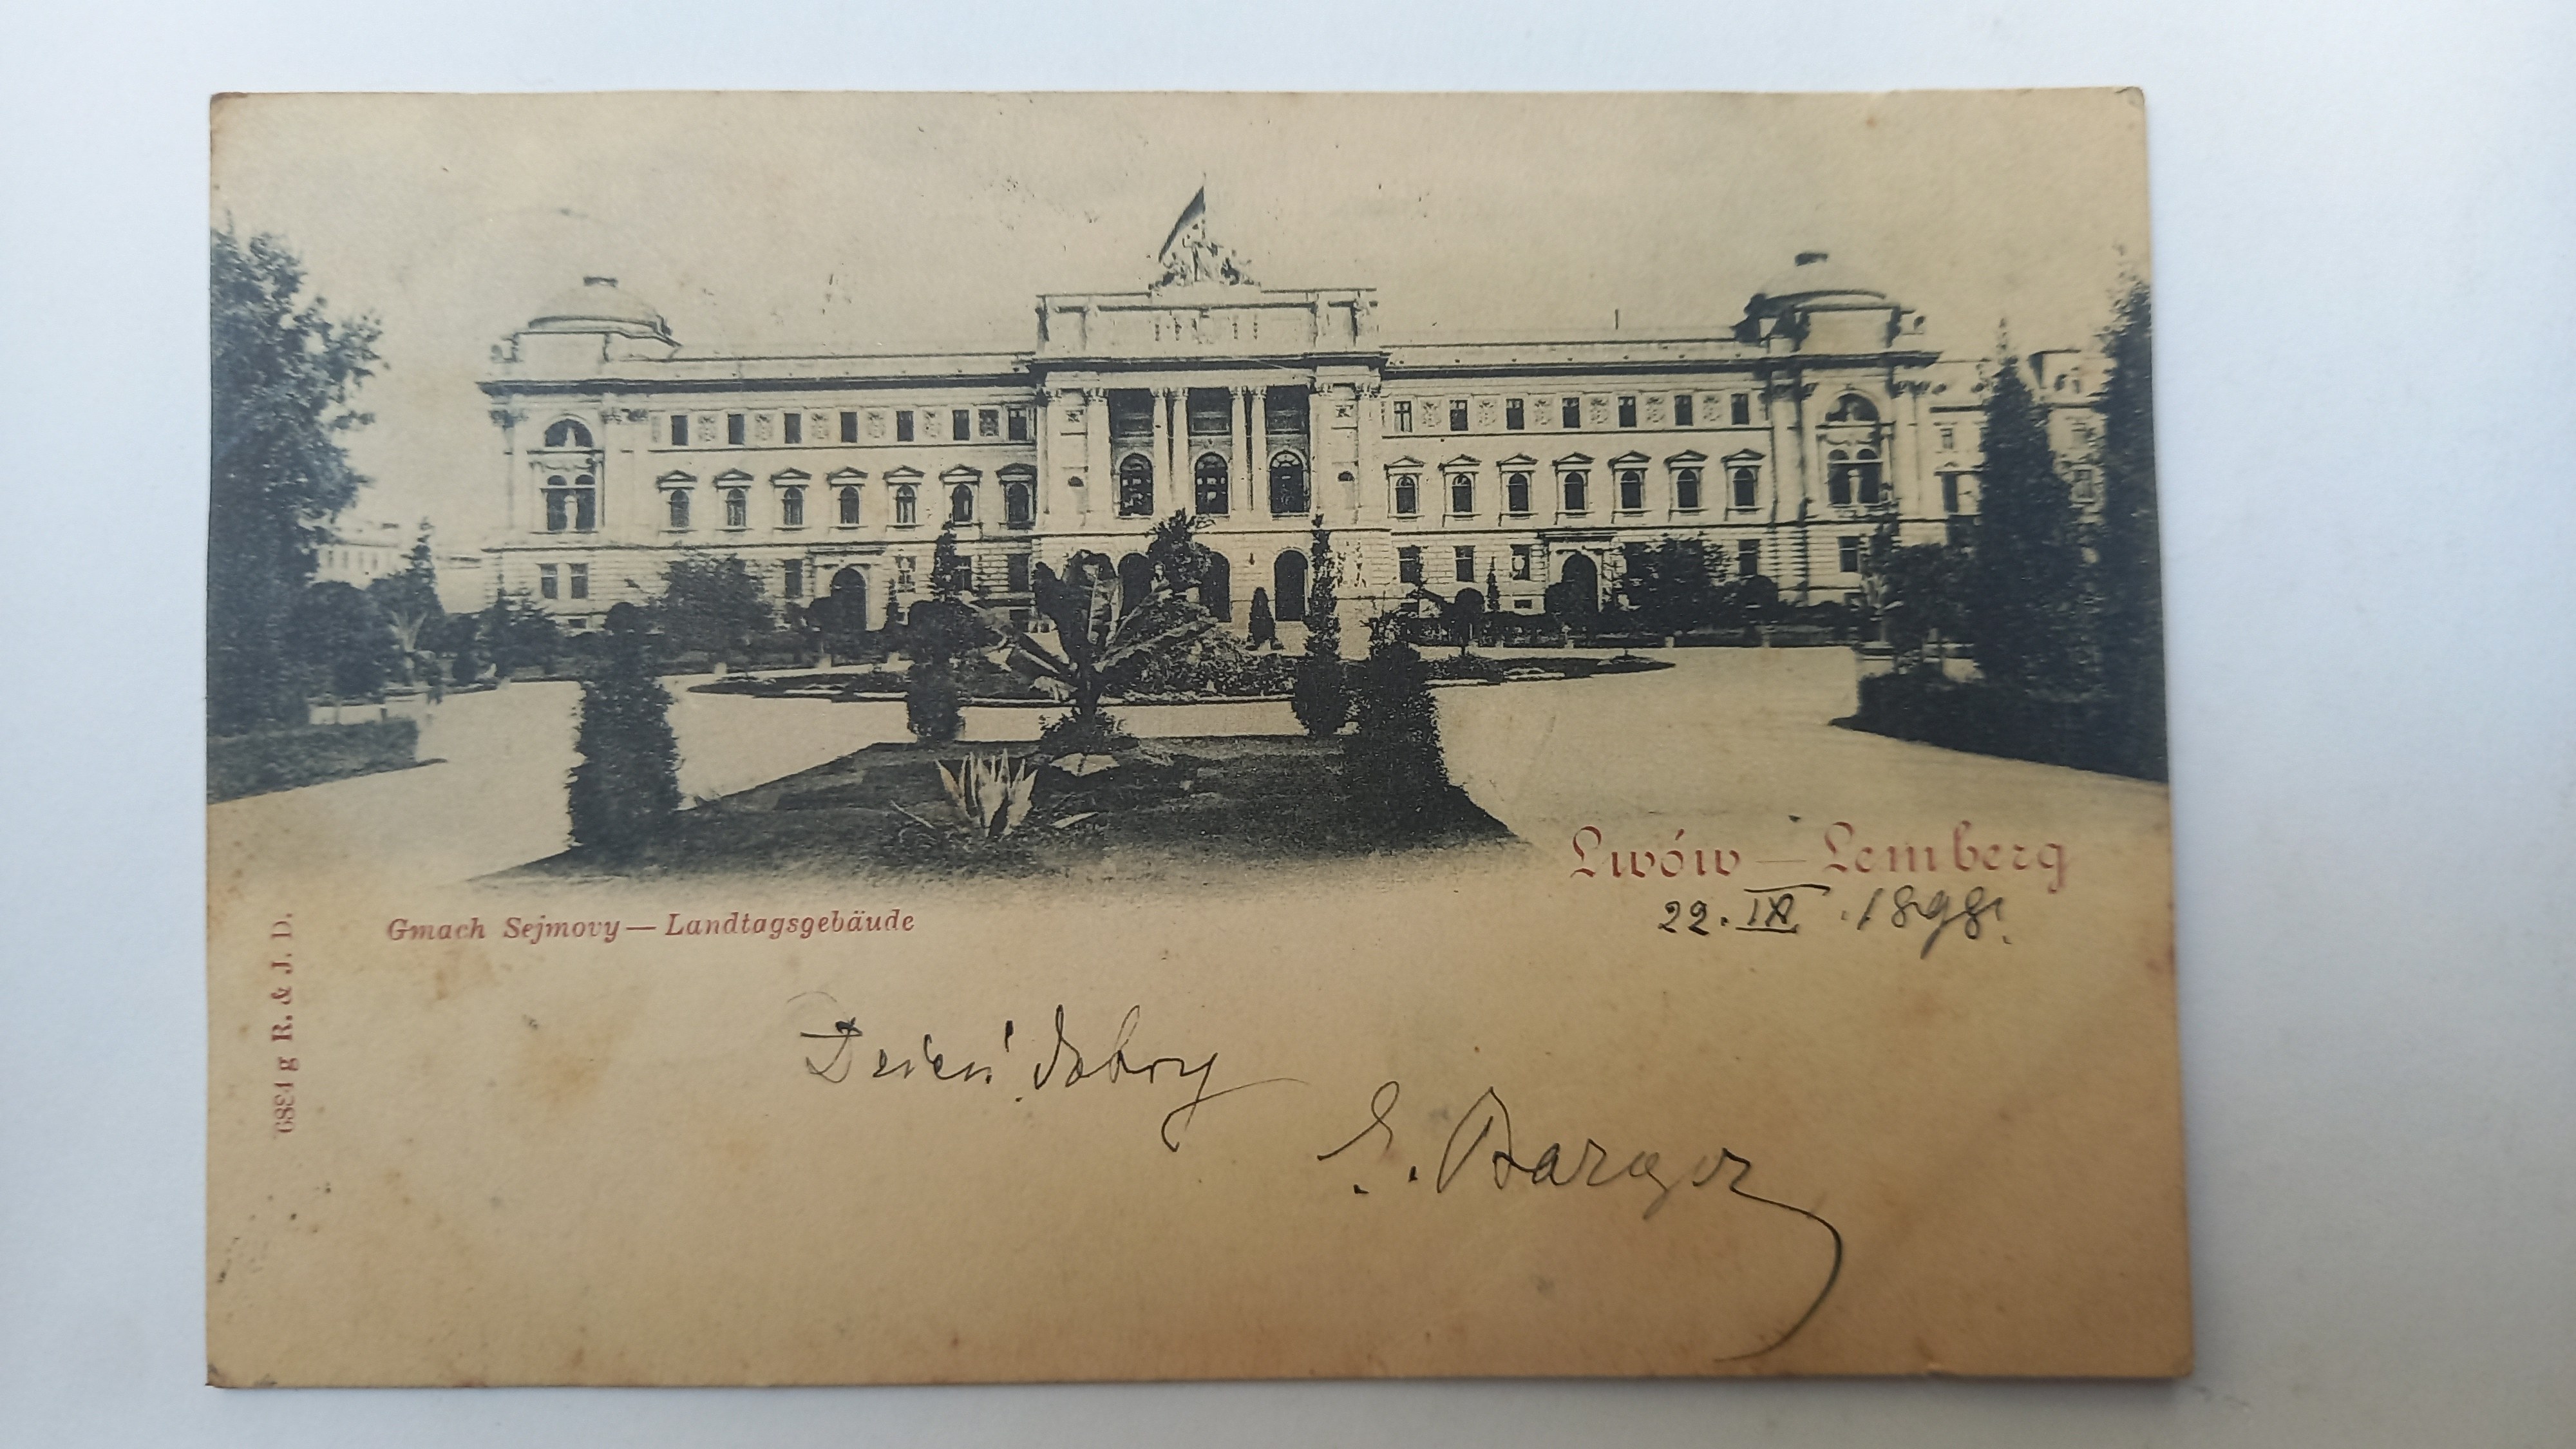 Lwów — Lemberg
22. IX. 1898.
Gmach Sejmovy — Landtagsgebäude
R. & J. D.
Dzień dobry
E.